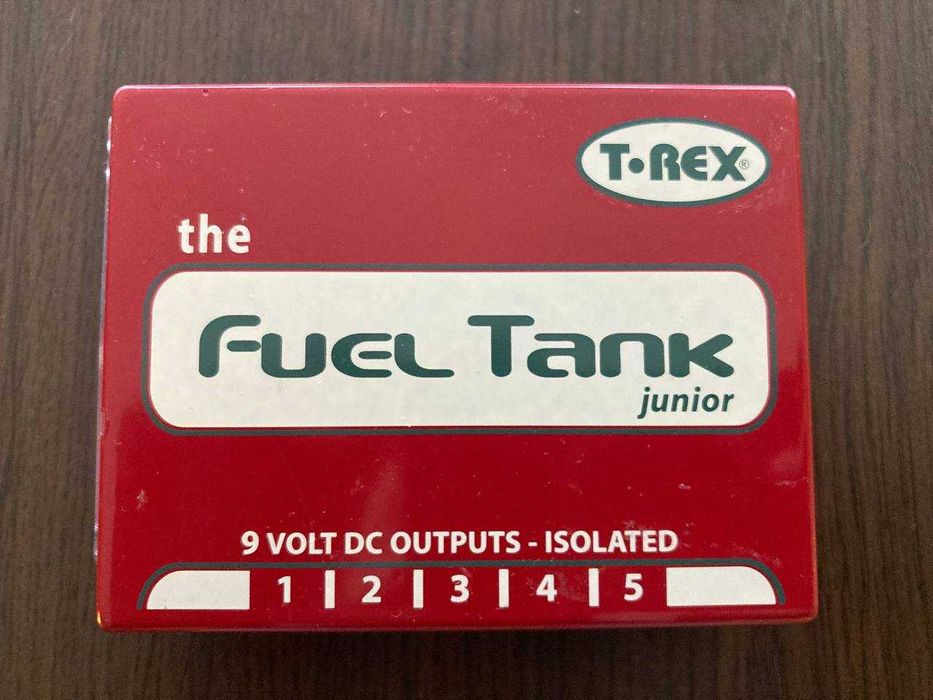 T•REX®
the
Fuel Tank
junior
9 VOLT DC OUTPUTS - ISOLATED
1 | 2 | 3 | 4 | 5